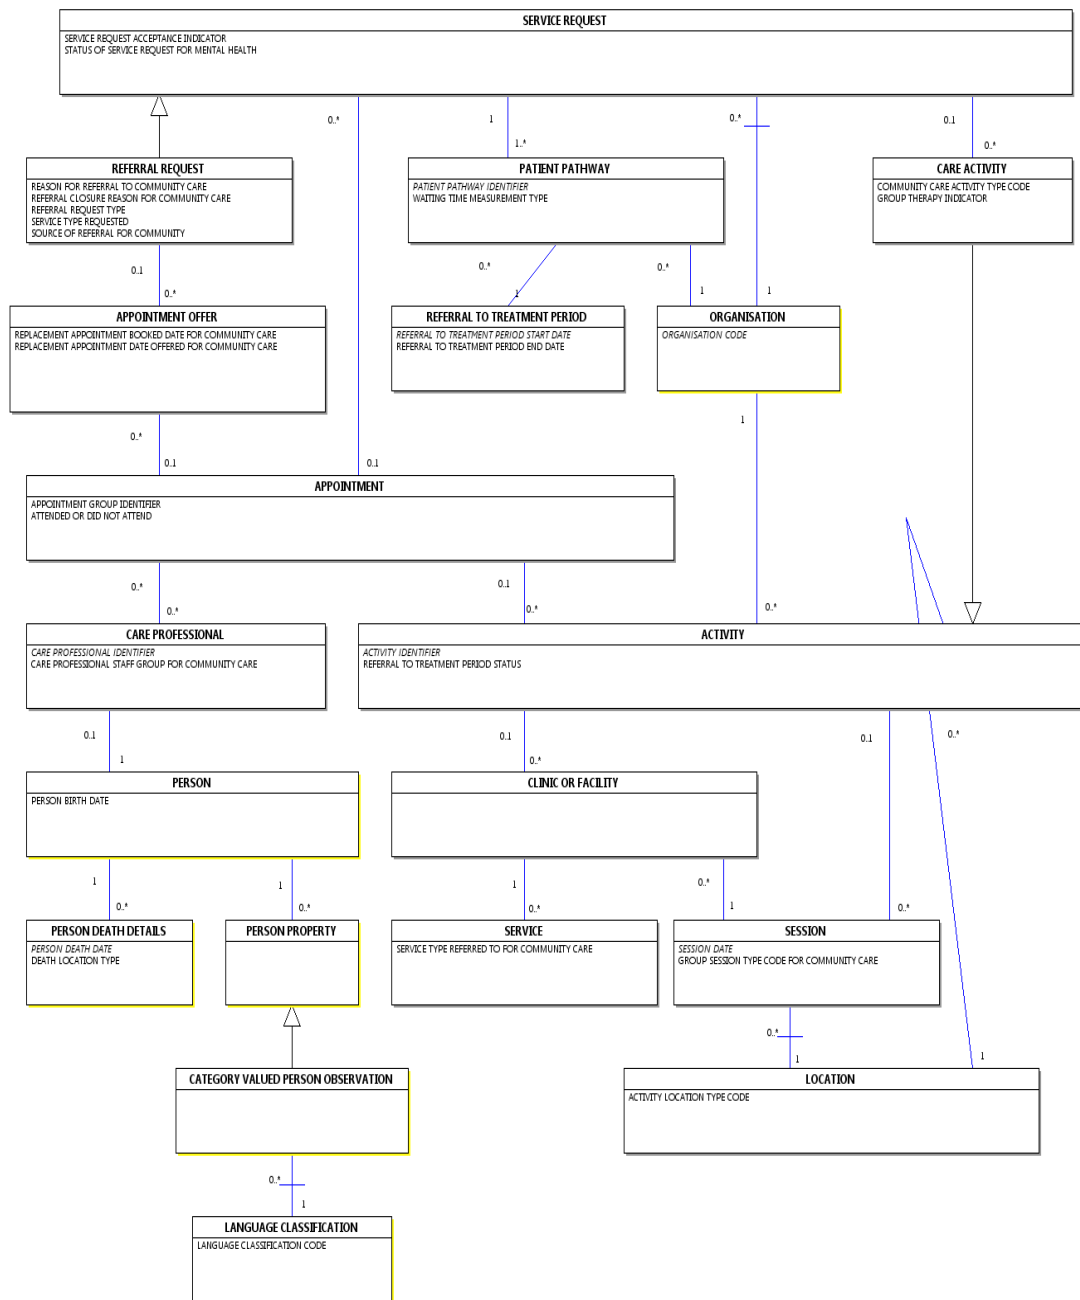 SERVICE REQUEST
SERVICE REQUEST ACCEPTANCE INDICATOR
STATUS OF SERVICE REQUEST FOR MENTAL HEALTH
0..*
1
0..*
0..1
1..*
0..*
REFERRAL REQUEST
REASON FOR REFERRAL TO COMMUNITY CARE
REFERRAL CLOSURE REASON FOR COMMUNITY CARE
REFERRAL REQUEST TYPE
SERVICE TYPE REQUESTED
SOURCE OF REFERRAL FOR COMMUNITY
PATIENT PATHWAY
PATIENT PATHWAY IDENTIFIER
WAITING TIME MEASUREMENT TYPE
CARE ACTIVITY
COMMUNITY CARE ACTIVITY TYPE CODE
GROUP THERAPY INDICATOR
0..1
0..*
0..*
0..*
1
1
1
APPOINTMENT OFFER
REPLACEMENT APPOINTMENT BOOKED DATE FOR COMMUNITY CARE
REPLACEMENT APPOINTMENT DATE OFFERED FOR COMMUNITY CARE
REFERRAL TO TREATMENT PERIOD
REFERRAL TO TREATMENT PERIOD START DATE
REFERRAL TO TREATMENT PERIOD END DATE
ORGANISATION
ORGANISATION CODE
0..*
0..1
0..1
1
APPOINTMENT
APPOINTMENT GROUP IDENTIFIER
ATTENDED OR DID NOT ATTEND
0..*
0..*
0..1
0..*
0..*
CARE PROFESSIONAL
CARE PROFESSIONAL IDENTIFIER
CARE PROFESSIONAL STAFF GROUP FOR COMMUNITY CARE
ACTIVITY
ACTIVITY IDENTIFIER
REFERRAL TO TREATMENT PERIOD STATUS
0..1
1
0..1
0..*
0..1
0..*
PERSON
PERSON BIRTH DATE
CLINIC OR FACILITY
1
0..*
1
0..*
1
0..*
0..*
1
0..*
PERSON DEATH DETAILS
PERSON DEATH DATE
DEATH LOCATION TYPE
PERSON PROPERTY
SERVICE
SERVICE TYPE REFERRED TO FOR COMMUNITY CARE
SESSION
SESSION DATE
GROUP SESSION TYPE CODE FOR COMMUNITY CARE
0..*
1
1
CATEGORY VALUED PERSON OBSERVATION
LOCATION
ACTIVITY LOCATION TYPE CODE
0..*
1
LANGUAGE CLASSIFICATION
LANGUAGE CLASSIFICATION CODE